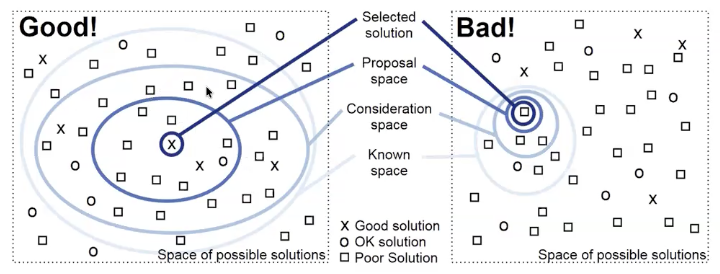 Good!
Selected
solution
Proposal
space
Consideration
space
Known
space
X Good solution
O OK solution
□ Poor Solution
Space of possible solutions
Bad!
Space of possible solutions